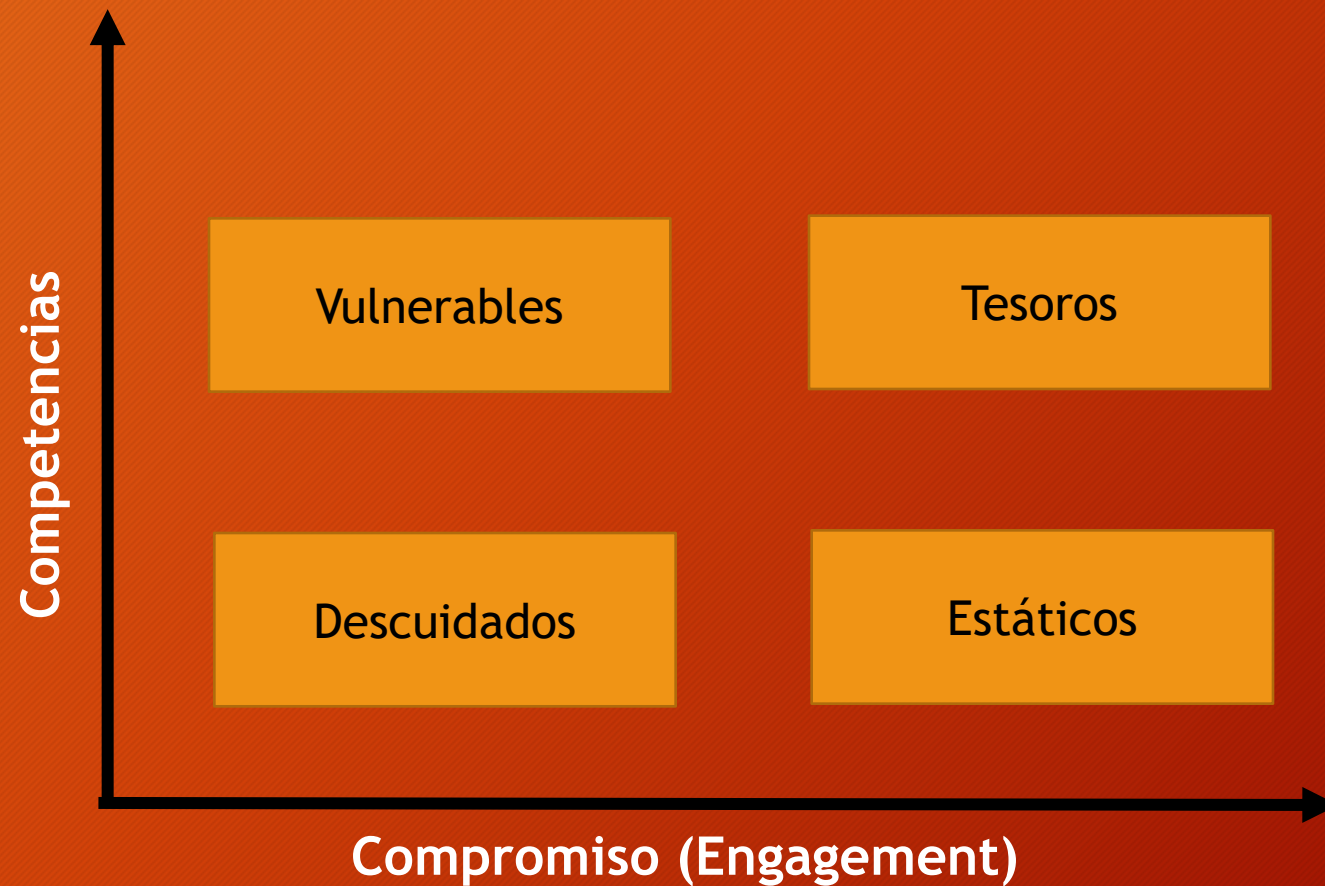 Competencias
Vulnerables
Tesoros
Descuidados
Estáticos
Compromiso (Engagement)